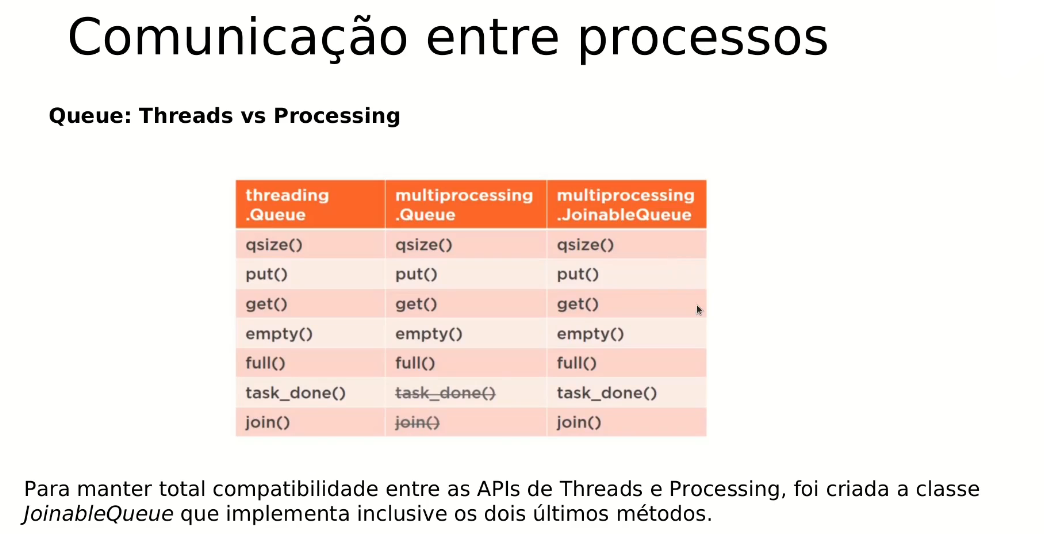 Comunicação entre processos
Queue: Threads vs Processing
threading .Queue multiprocessing .Queue multiprocessing .JoinableQueue
qsize() qsize() qsize()
put() put() put()
get() get() get()
empty() empty() empty()
full() full() full()
task_done() task_done() task_done()
join() join() join()
Para manter total compatibilidade entre as APIs de Threads e Processing, foi criada a classe
JoinableQueue que implementa inclusive os dois últimos métodos.